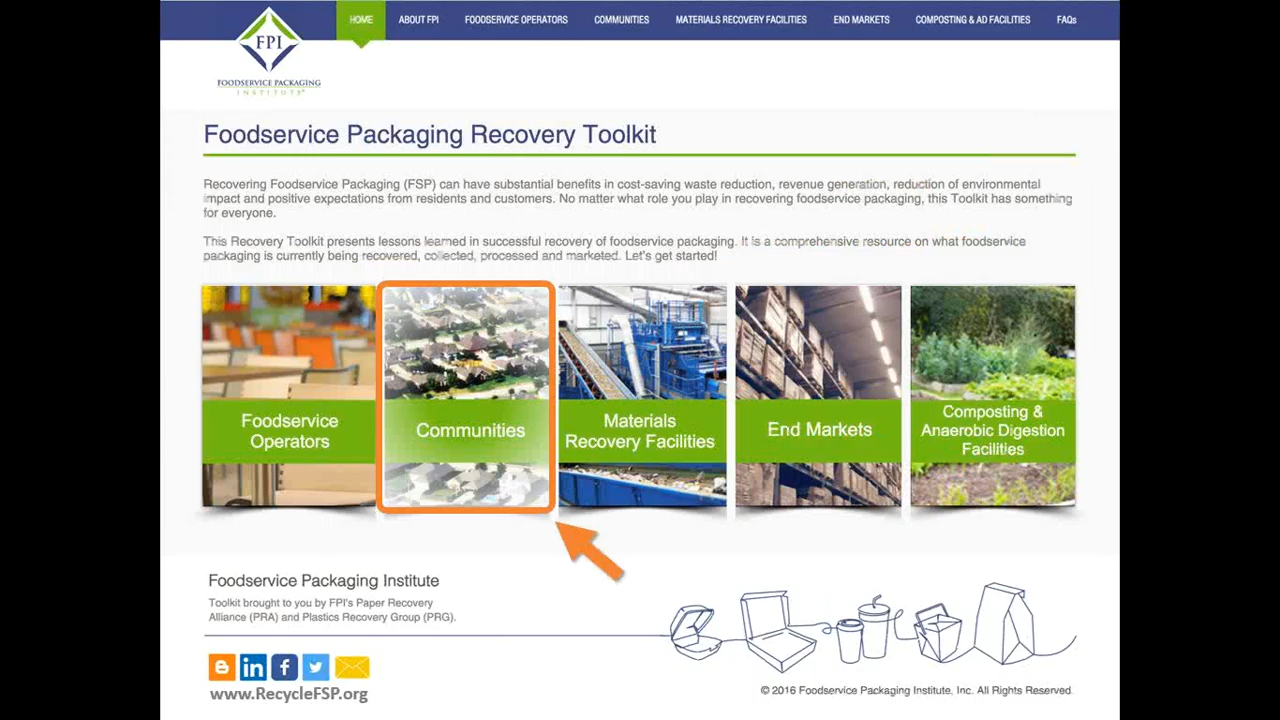 HOME ABOUT FPI FOODSERVICE OPERATORS COMMUNITIES MATERIALS RECOVERY FACILITIES END MARKETS COMPOSTING & AD FACILITIES FAQs
FPI
FOODSERVICE PACKAGING
INSTITUTE®
Foodservice Packaging Recovery Toolkit
Recovering Foodservice Packaging (FSP) can have substantial benefits in cost-saving waste reduction, revenue generation, reduction of environmental
impact and positive expectations from residents and customers. No matter what role you play in recovering foodservice packaging, this Toolkit has something
for everyone.
This Recovery Toolkit presents lessons learned in successful recovery of foodservice packaging. It is a comprehensive resource on what foodservice
packaging is currently being recovered, collected, processed and marketed. Let's get started!
Foodservice
Operators
Communities
Materials
Recovery Facilities
End Markets
Composting &
Anaerobic Digestion
Facilities
Foodservice Packaging Institute
Toolkit brought to you by FPI's Paper Recovery
Alliance (PRA) and Plastics Recovery Group (PRG).
www.RecycleFSP.org
© 2016 Foodservice Packaging Institute, Inc. All Rights Reserved.